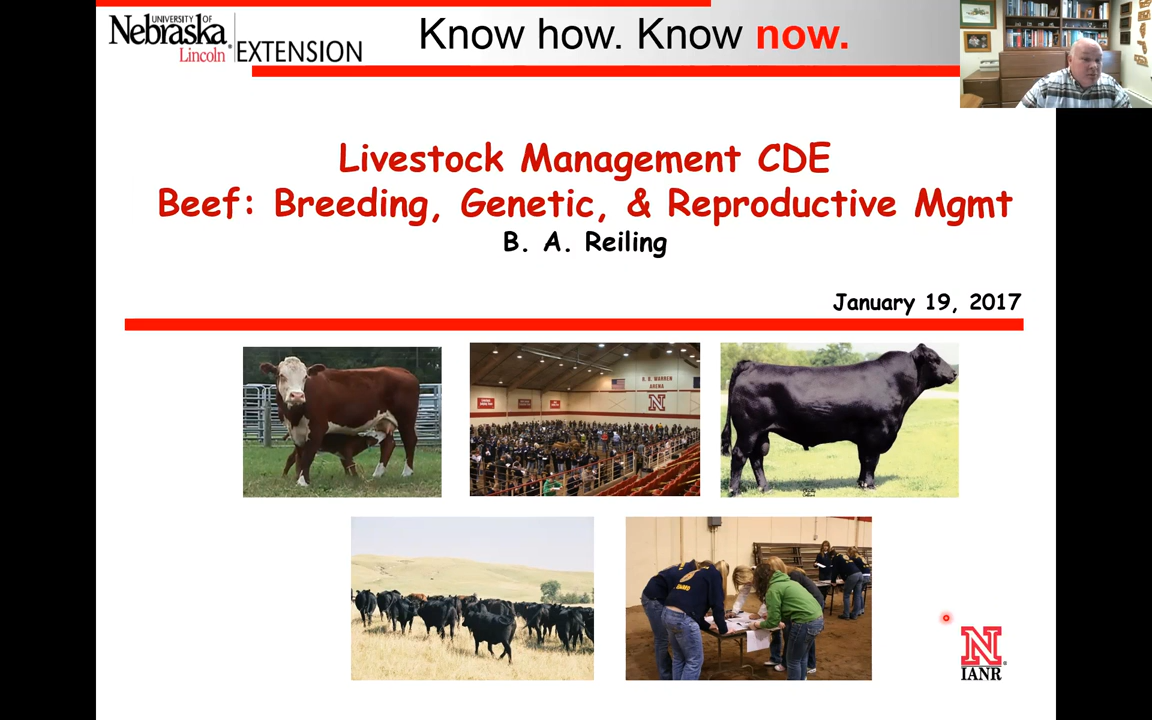 UNIVERSITY OF
Nebraska
Lincoln
EXTENSION
Know how. Know now.
Livestock Management CDE
Beef: Breeding, Genetic, & Reproductive Mgmt
B. A. Reiling
January 19, 2017
ARENA
N
N
IANR